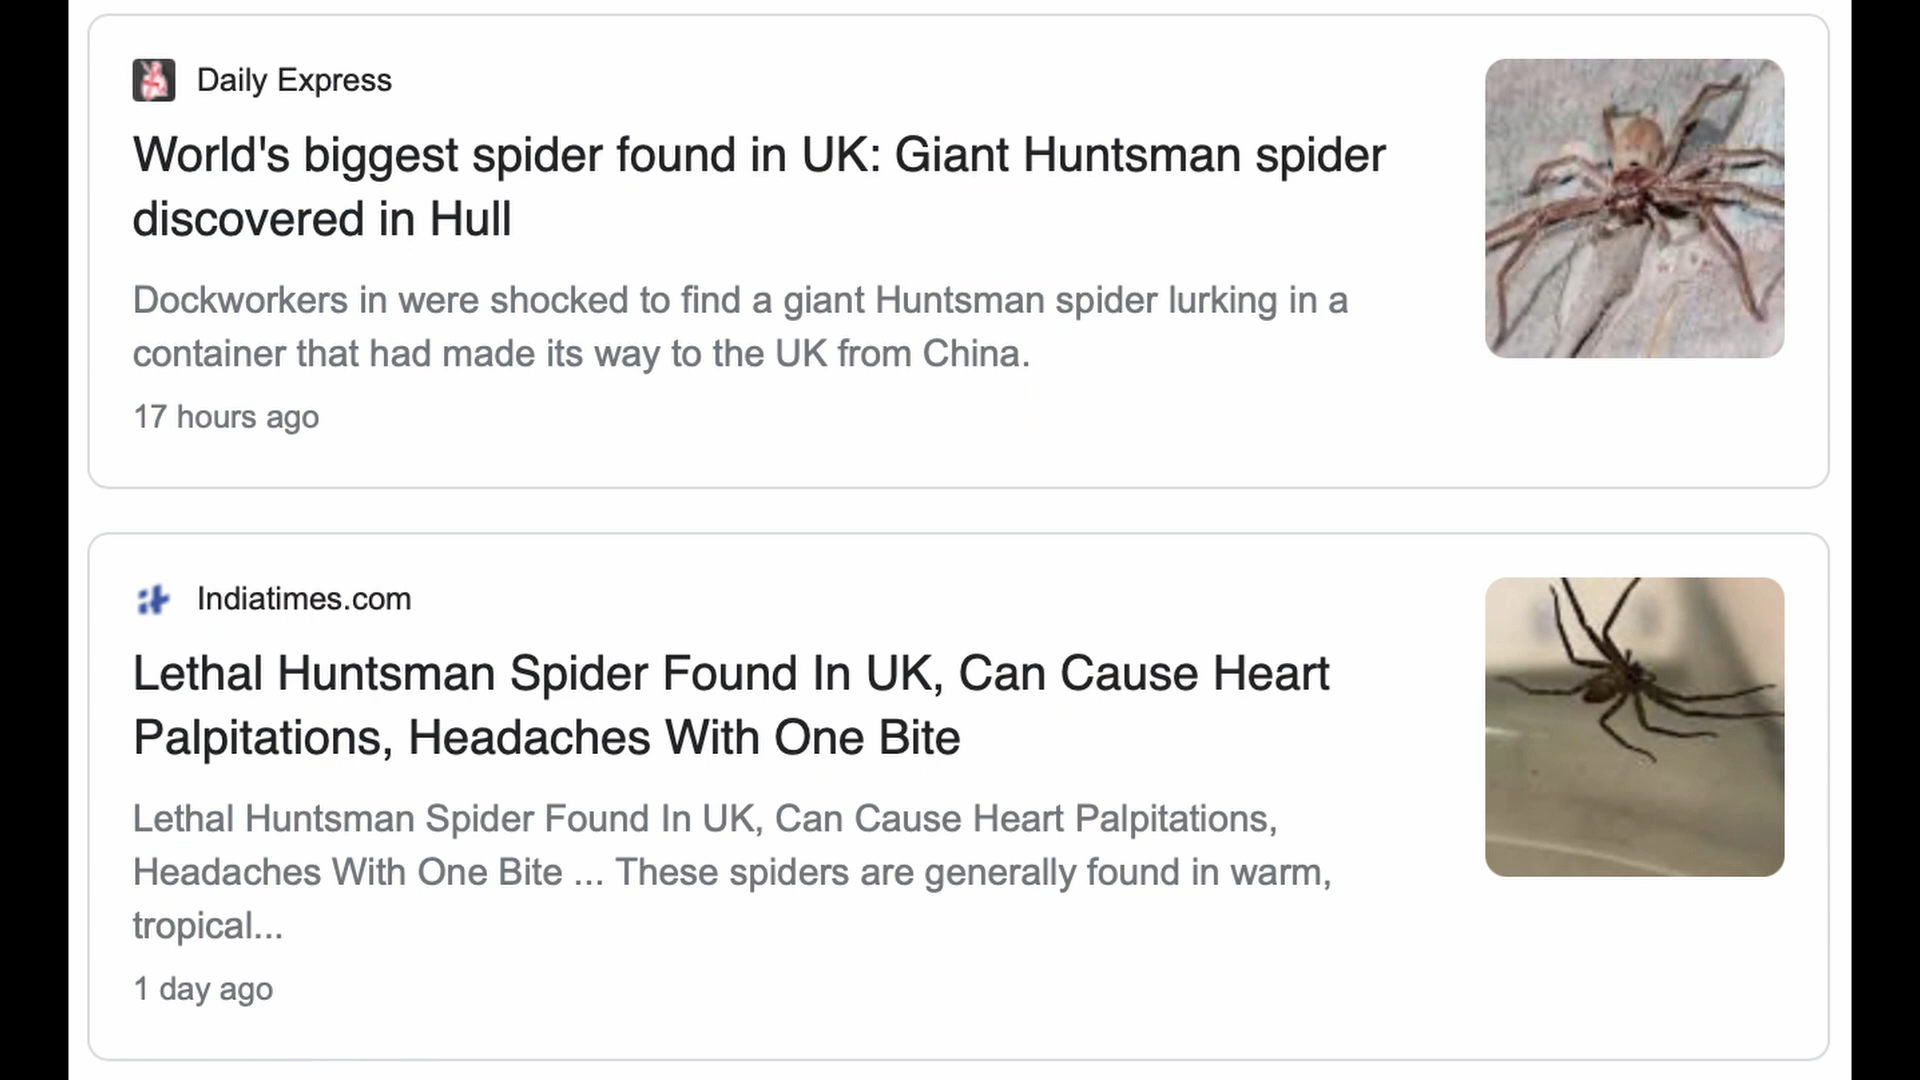 Daily Express
World's biggest spider found in UK: Giant Huntsman spider
discovered in Hull
Dockworkers in were shocked to find a giant Huntsman spider lurking in a
container that had made its way to the UK from China.
17 hours ago
Indiatimes.com
Lethal Huntsman Spider Found In UK, Can Cause Heart
Palpitations, Headaches With One Bite
Lethal Huntsman Spider Found In UK, Can Cause Heart Palpitations,
Headaches With One Bite ... These spiders are generally found in warm,
tropical...
1 day ago